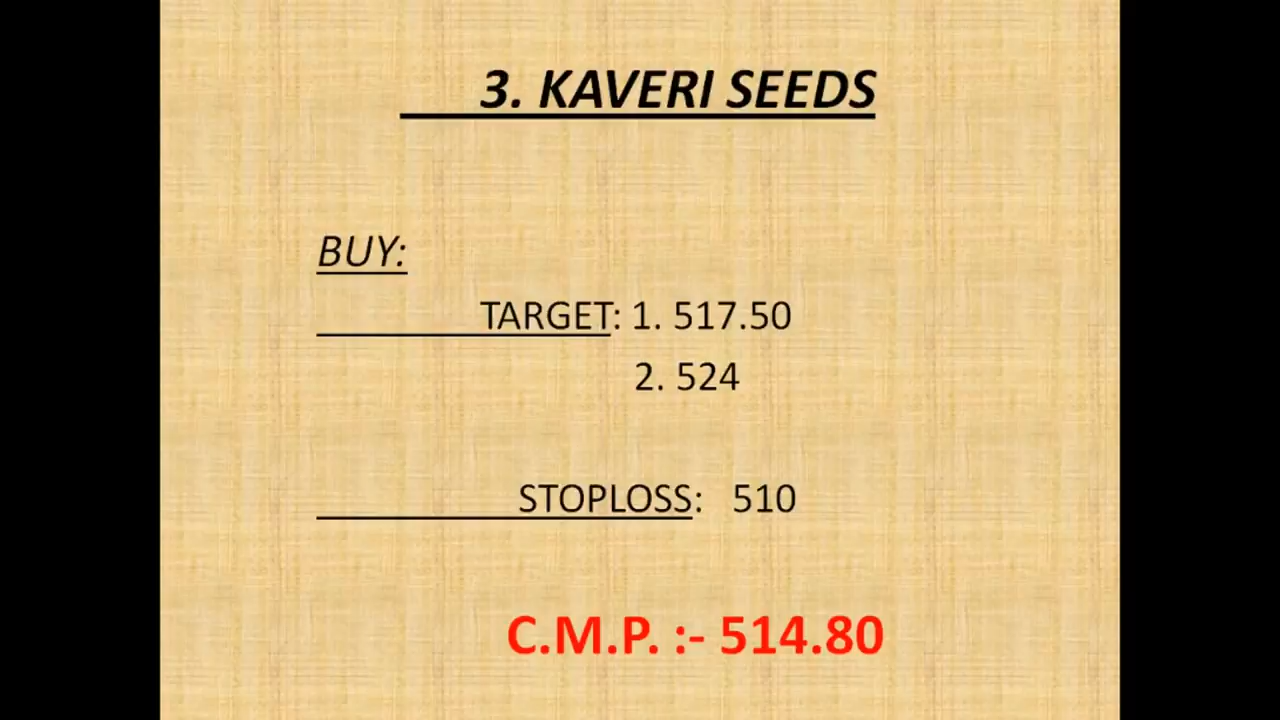 3. KAVERI SEEDS
BUY:
TARGET: 1. 517.50
2. 524
STOPLOSS: 510
C.M.P. :- 514.80